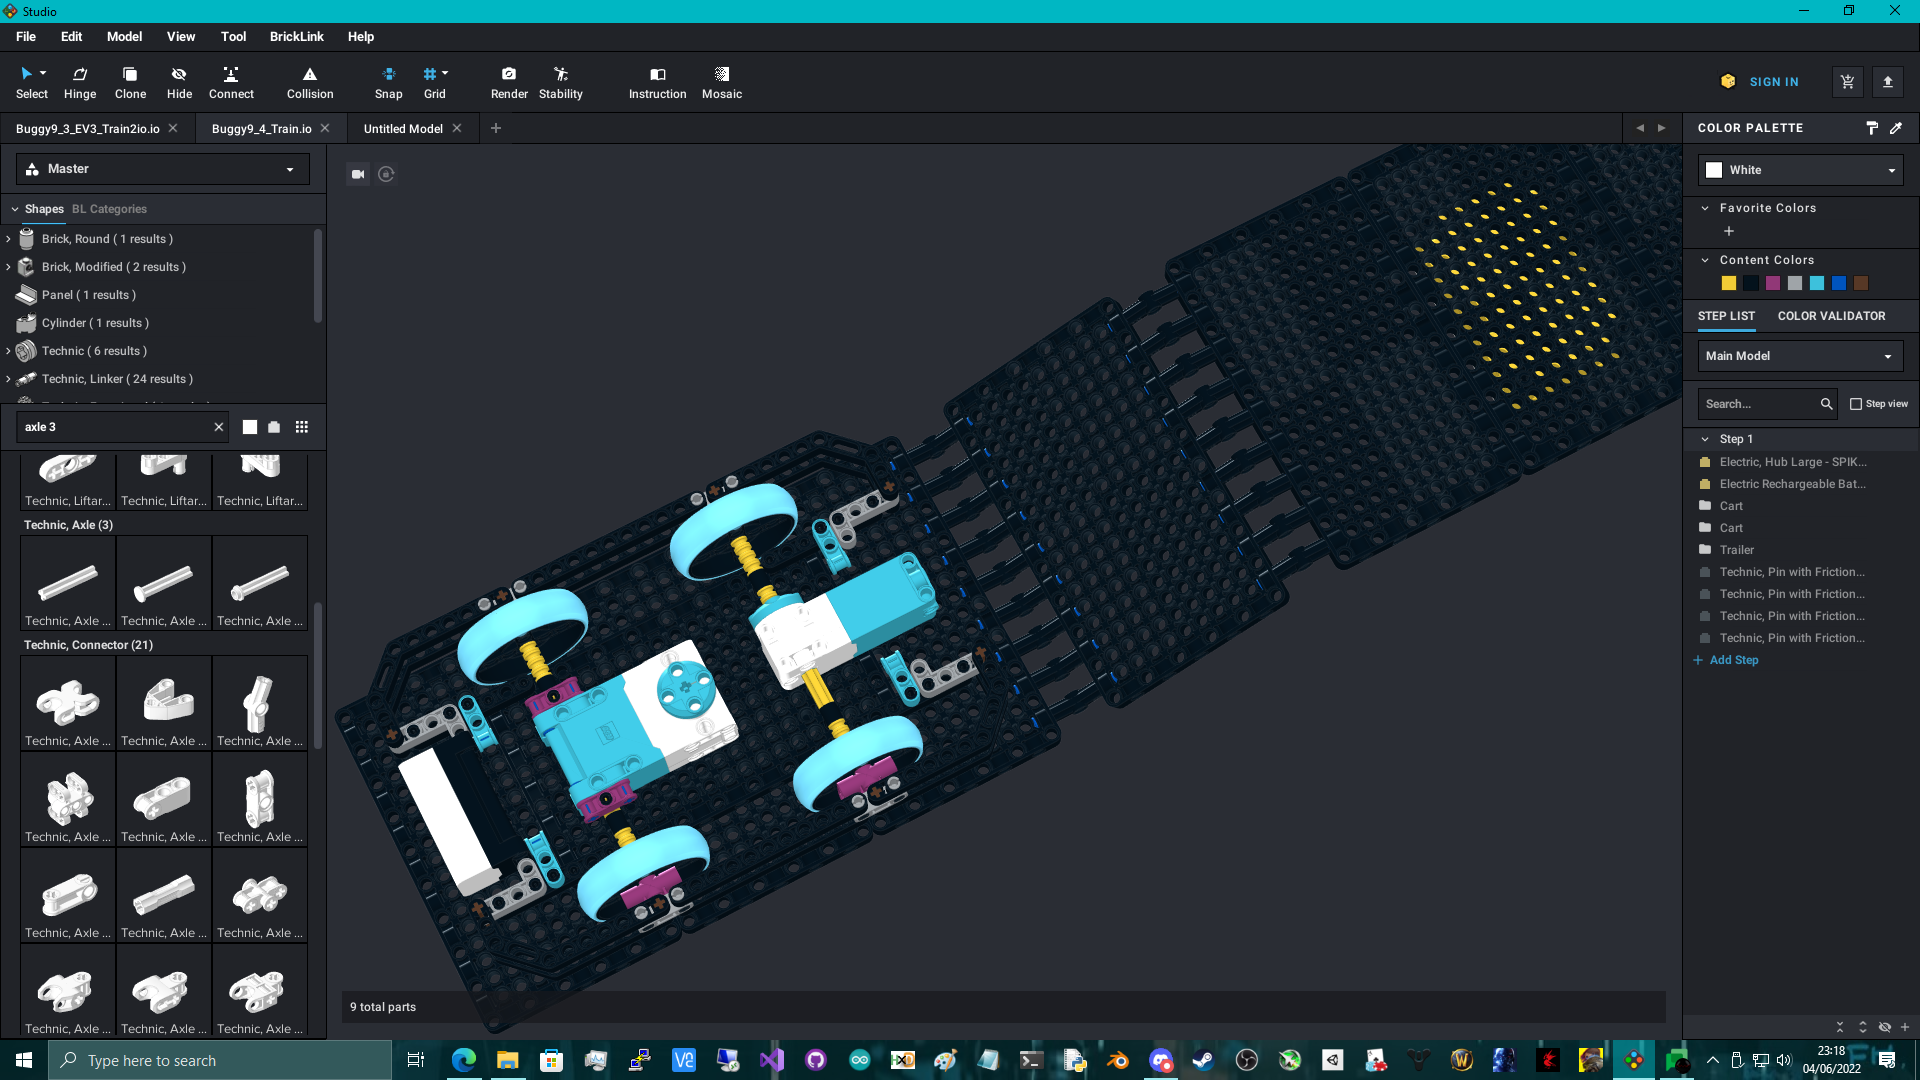 Studio
File Edit Model View Tool BrickLink Help
Select Hinge Clone Hide Connect Collision Snap Grid Render Stability Instruction Mosaic
SIGN IN
Buggy9_3_EV3_Train2io.io Buggy9_4_Train.io Untitled Model
Master
Shapes BL Categories
Brick, Round ( 1 results )
Brick, Modified ( 2 results )
Panel ( 1 results )
Cylinder ( 1 results )
Technic ( 6 results )
Technic, Linker ( 24 results )
axle 3
Technic, Liftar... Technic, Liftar... Technic, Liftar...
Technic, Axle (3)
Technic, Axle ... Technic, Axle ... Technic, Axle ...
Technic, Connector (21)
Technic, Axle ... Technic, Axle ... Technic, Axle ...
Technic, Axle ... Technic, Axle ... Technic, Axle ...
Technic, Axle ... Technic, Axle ... Technic, Axle ...
Technic, Axle ... Technic, Axle ... Technic, Axle ...
9 total parts
COLOR PALETTE
White
Favorite Colors
Content Colors
STEP LIST COLOR VALIDATOR
Main Model
Search... Step view
Step 1
Electric, Hub Large - SPIK...
Electric Rechargeable Bat...
Cart
Cart
Trailer
Technic, Pin with Friction...
Technic, Pin with Friction...
Technic, Pin with Friction...
Technic, Pin with Friction...
Add Step
Type here to search
23:18
04/06/2022